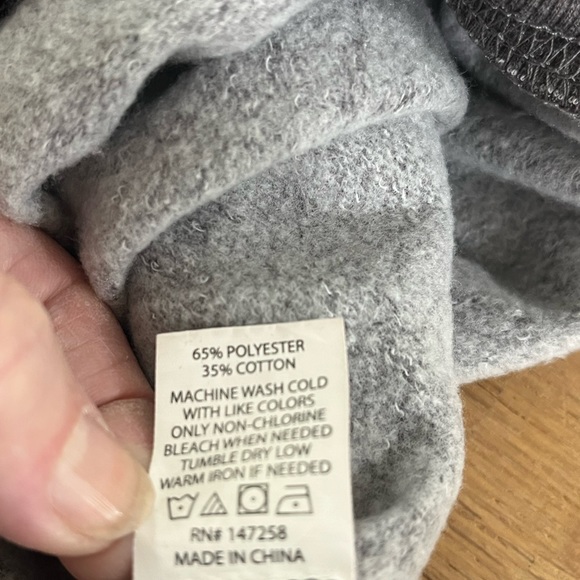 65% POLYESTER
35% COTTON
MACHINE WASH COLD
WITH LIKE COLORS
ONLY NON-CHLORINE
BLEACH WHEN NEEDED
TUMBLE DRY LOW
WARM IRON IF NEEDED
RN# 147258
MADE IN CHINA